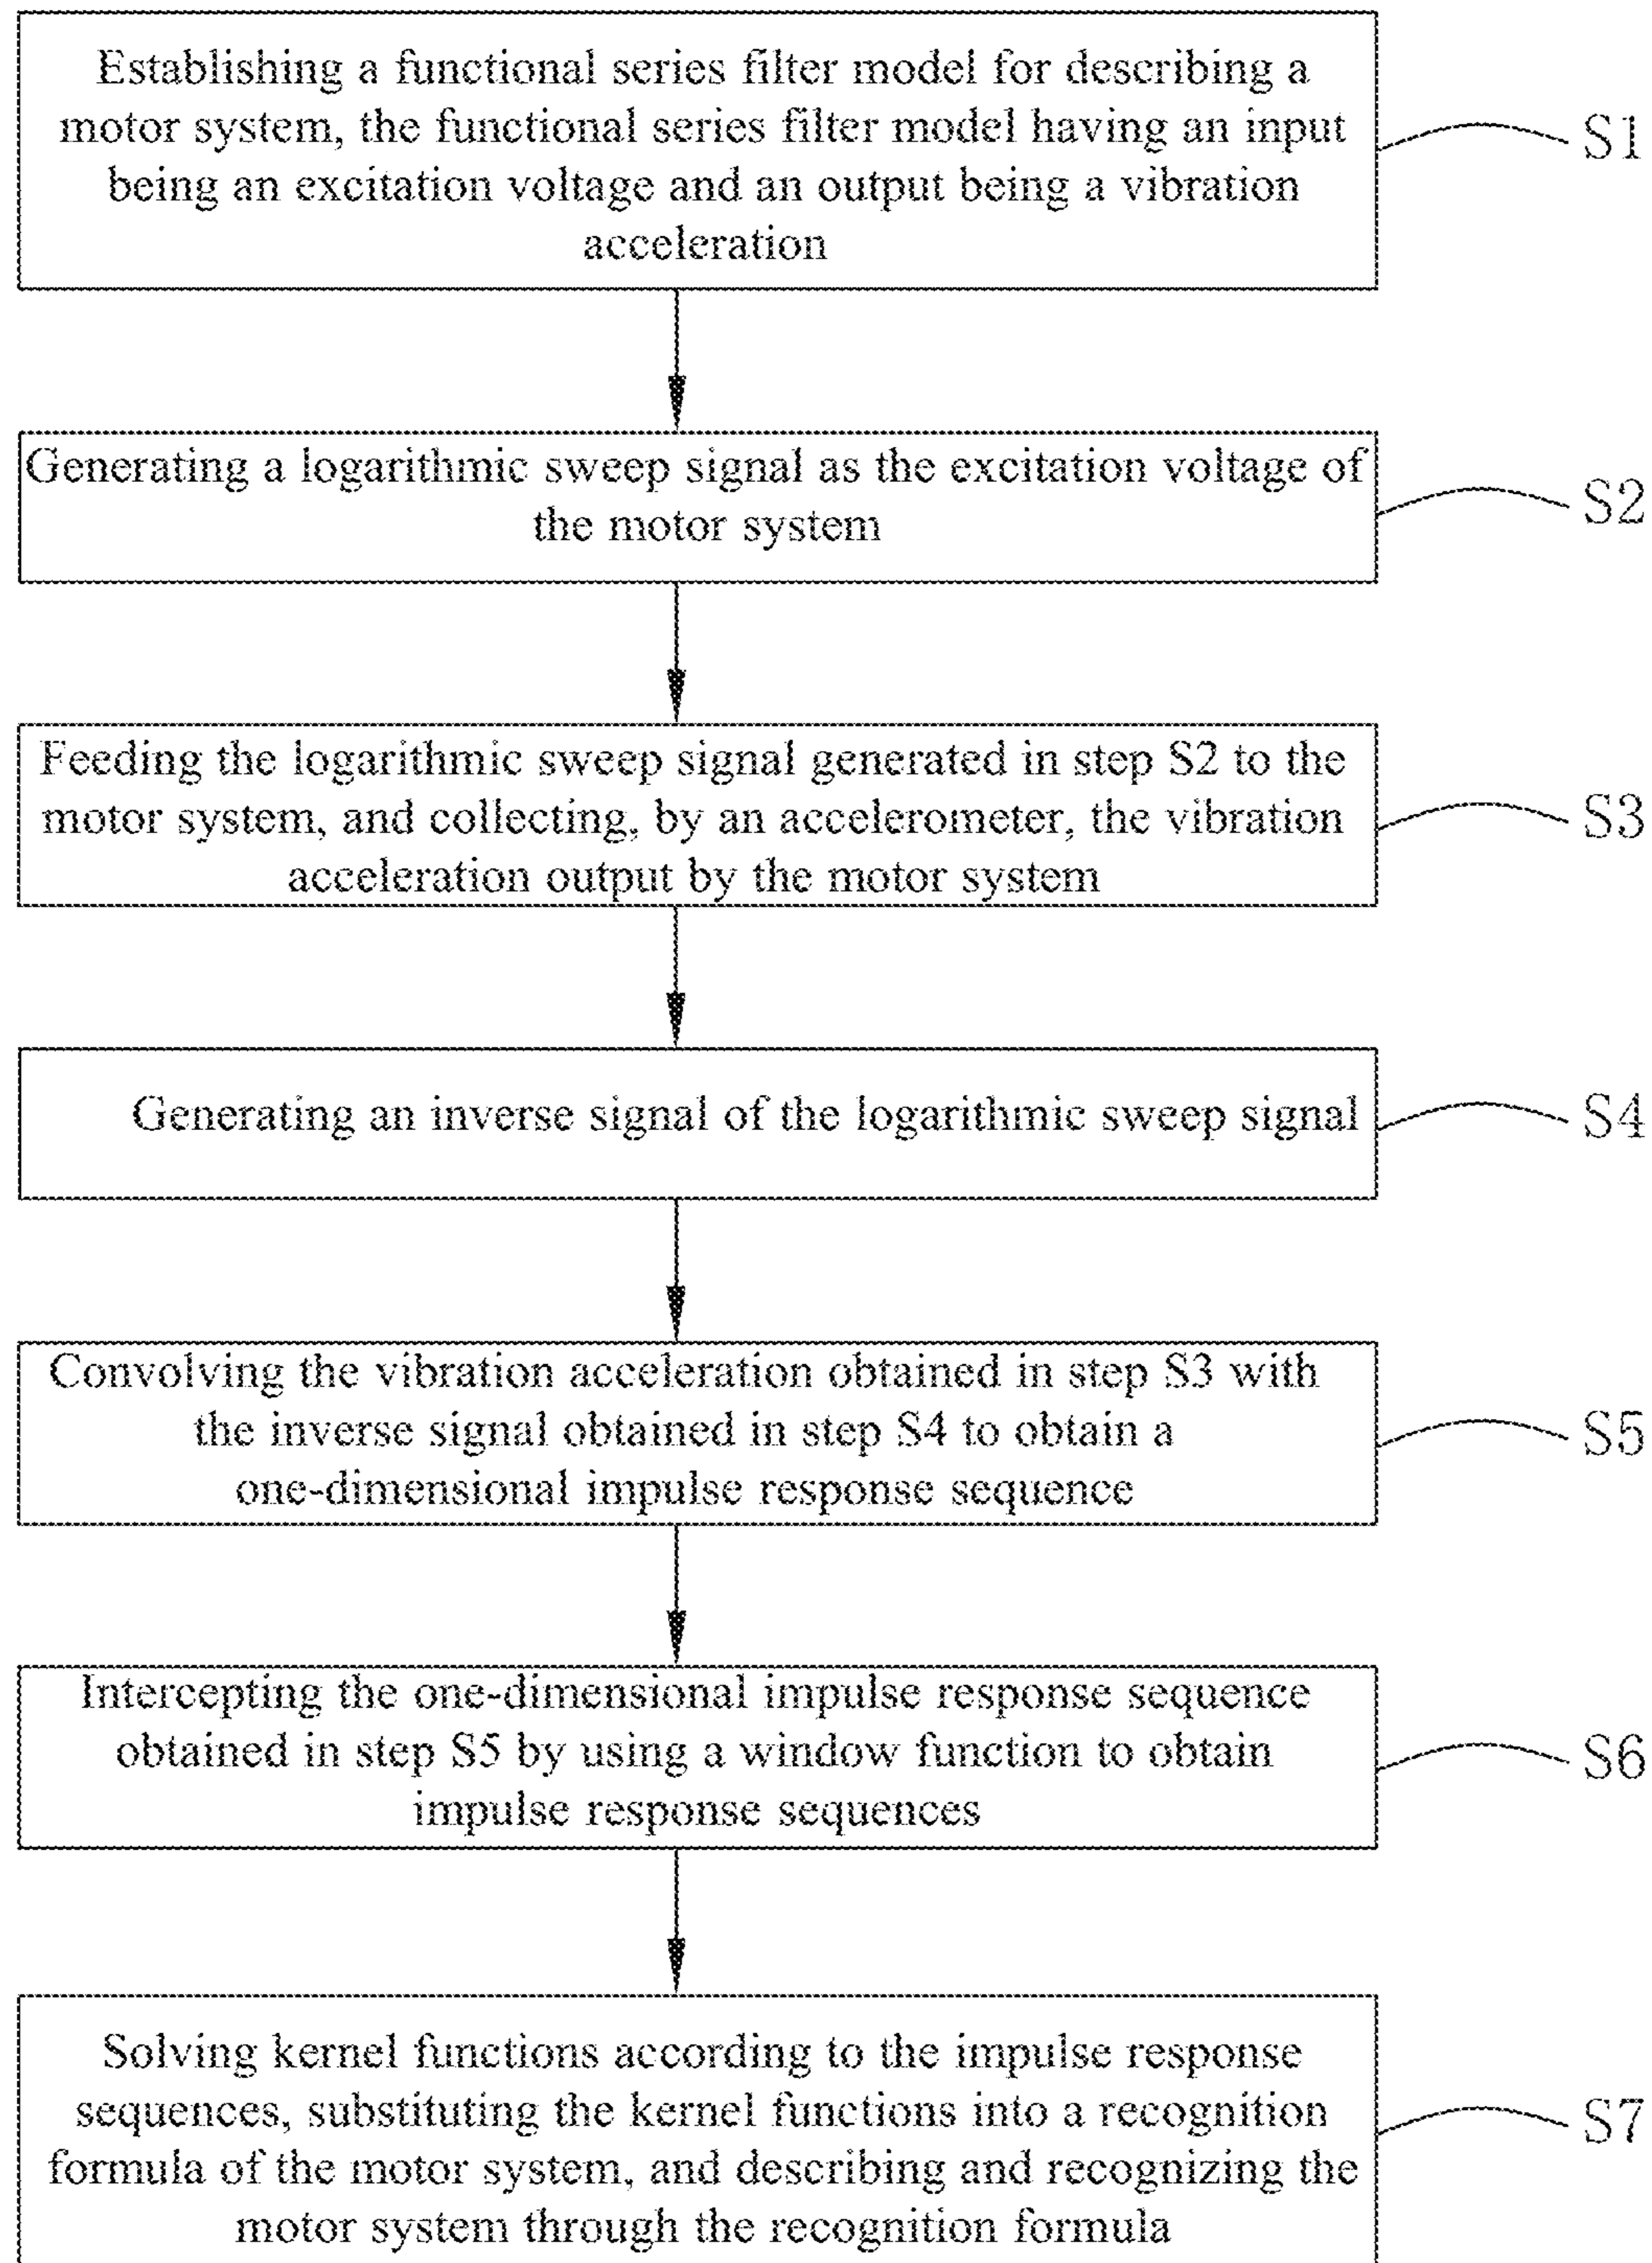 Establishing a functional series filter model for describing a
motor system, the functional series filter model having an input
being an excitation voltage and an output being a vibration
acceleration
S1
Generating a logarithmic sweep signal as the excitation voltage of
the motor system
S2
Feeding the logarithmic sweep signal generated in step S2 to the
motor system, and collecting, by an accelerometer, the vibration
acceleration output by the motor system
S3
Generating an inverse signal of the logarithmic sweep signal
S4
Convolving the vibration acceleration obtained in step S3 with
the inverse signal obtained in step S4 to obtain a
one-dimensional impulse response sequence
S5
Intercepting the one-dimensional impulse response sequence
obtained in step S5 by using a window function to obtain
impulse response sequences
S6
Solving kernel functions according to the impulse response
sequences, substituting the kernel functions into a recognition
formula of the motor system, and describing and recognizing the
motor system through the recognition formula
S7